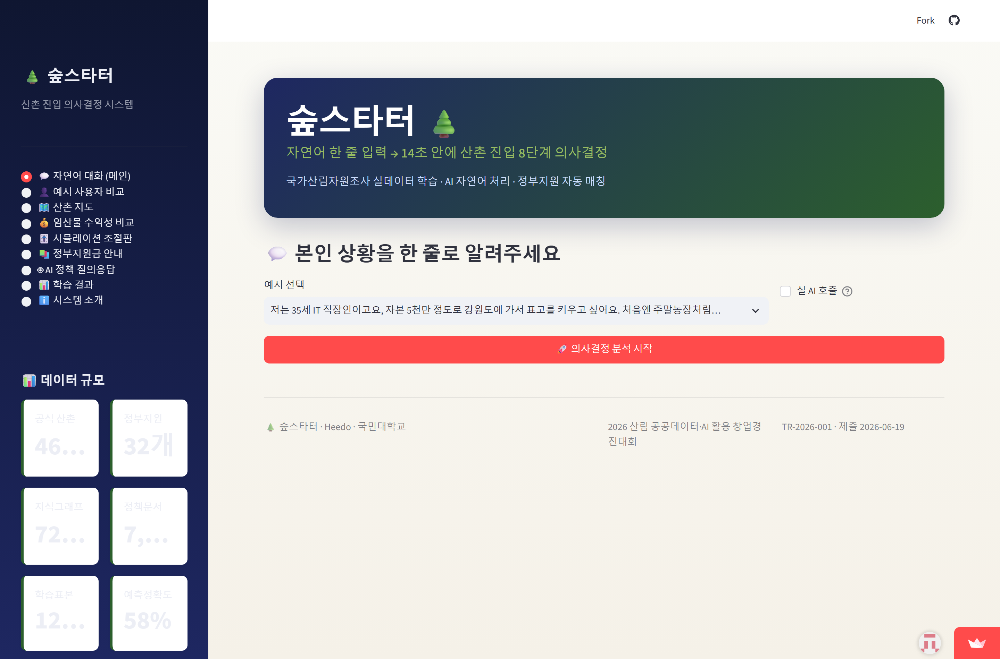 Fork
숲스타터
산촌 진입 의사결정 시스템
자연어 대화 (메인)
예시 사용자 비교
산촌 지도
임산물 수익성 비교
시뮬레이션 조절판
정부지원금 안내
AI 정책 질의응답
학습 결과
시스템 소개
데이터 규모
공식 산촌
46...
정부지원
32개
지식그래프
72...
정책문서
7,...
학습표본
12...
예측정확도
58%
숲스타터
자연어 한 줄 입력 → 14초 안에 산촌 진입 8단계 의사결정
국가산림자원조사 실데이터 학습 · AI 자연어 처리 · 정부지원 자동 매칭
본인 상황을 한 줄로 알려주세요
예시 선택
저는 35세 IT 직장인이고요, 자본 5천만 정도로 강원도에 가서 표고를 키우고 싶어요. 처음엔 주말농장처럼...
실 AI 호출
의사결정 분석 시작
숲스타터 · Heedo · 국민대학교
2026 산림 공공데이터·AI 활용 창업경
진대회
TR-2026-001 · 제출 2026-06-19